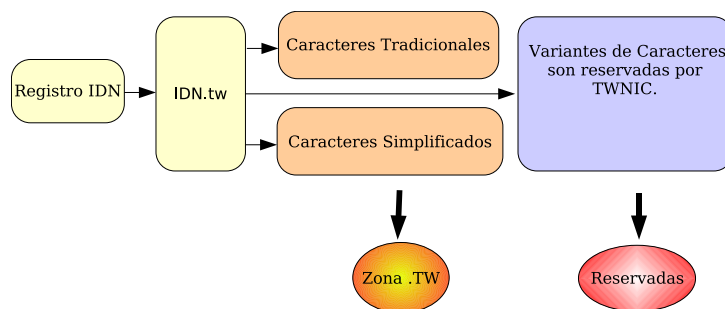 Registro IDN
IDN.tw
Caracteres Tradicionales
Caracteres Simplificados
Variantes de Caracteres
son reservadas por
TWNIC.
Zona .TW
Reservadas